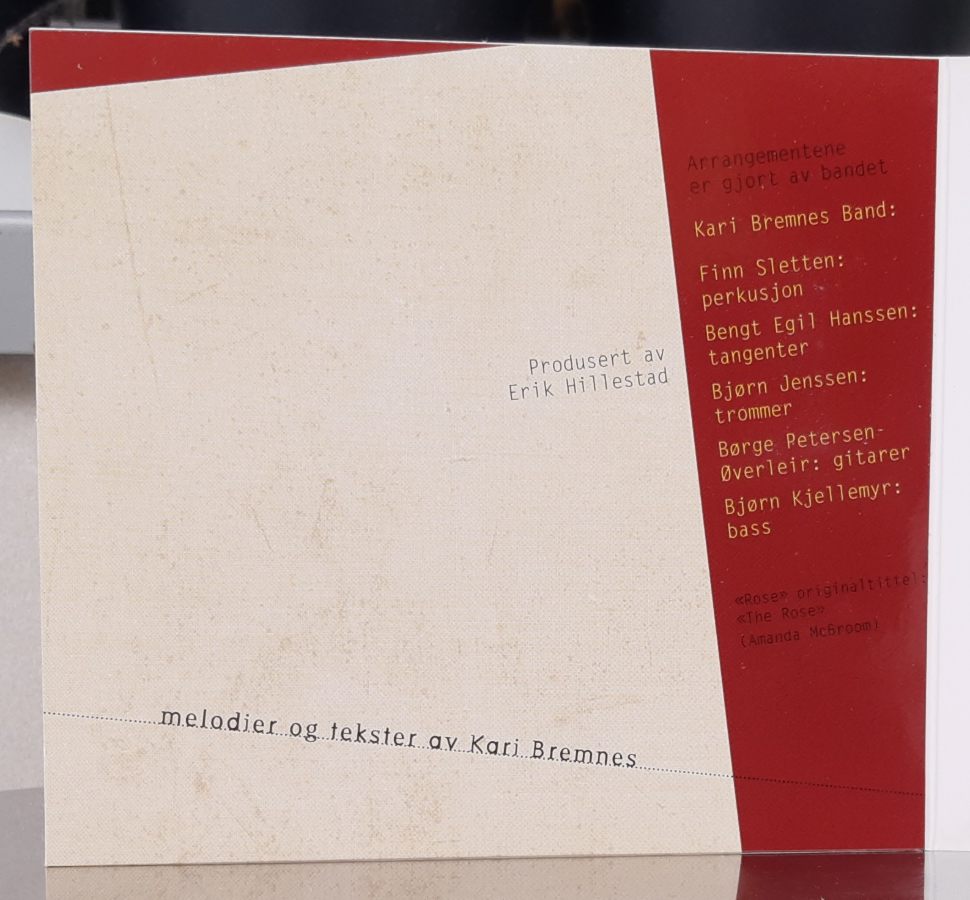 Arrangementene
er gjort av bandet
Kari Bremnes Band:
Finn Sletten:
perkusjon
Bengt Egil Hanssen:
tangenter
Bjørn Jenssen:
trommer
Børge Petersen-
Øverleir: gitarer
Bjørn Kjellemyr:
bass
«Rose» originaltittel:
«The Rose»
(Amanda McGroom)
Produsert av
Erik Hillestad
melodier og tekster av Kari Bremnes